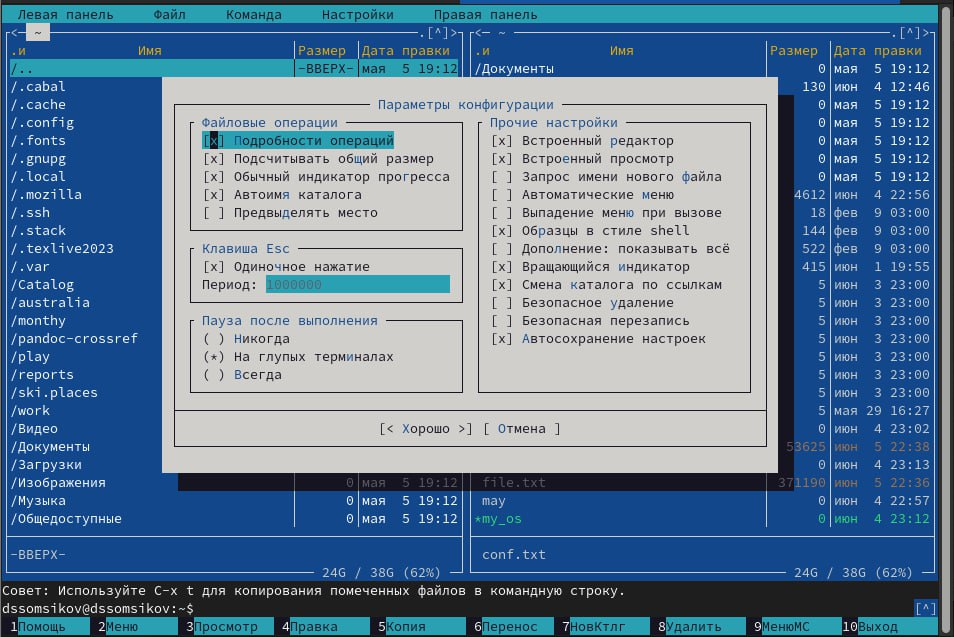 Левая панель Файл Команда Настройки Правая панель
<─ ~ .[^]> <─ ~ .[^]>
.и Имя Размер Дата правки .и Имя Размер Дата правки
/.. -ВВЕРХ- мая 5 19:12 /Документы 0 мая 5 19:12
/.cabal 130 июн 4 12:46
/.cache Параметры конфигурации 0 мая 5 19:12
/.config Файловые операции Прочие настройки 0 мая 5 19:12
/.fonts [x] Подробности операций [x] Встроенный редактор 0 мая 5 19:12
/.gnupg [x] Подсчитывать общий размер [x] Встроенный просмотр 0 мая 5 19:12
/.local [x] Обычный индикатор прогресса [ ] Запрос имени нового файла 0 мая 5 19:12
/.mozilla [x] Автоимя каталога [ ] Автоматические меню 4612 июн 4 22:56
/.ssh [ ] Предвыделять место [ ] Выпадение меню при вызове 18 фев 9 03:00
/.stack [x] Образцы в стиле shell 144 фев 9 03:00
/.texlive2023 Клавиша Esc [ ] Дополнение: показывать всё 522 фев 9 03:00
/.var [x] Одиночное нажатие [x] Вращающийся индикатор 415 июн 1 19:55
/Catalog Период: 1000000 [x] Смена каталога по ссылкам 5 июн 3 23:00
/australia [ ] Безопасное удаление 5 июн 3 23:00
/monthy Пауза после выполнения [ ] Безопасная перезапись 5 июн 3 23:00
/pandoc-crossref ( ) Никогда [x] Автосохранение настроек 5 июн 3 23:00
/play (*) На глупых терминалах 5 июн 3 23:00
/reports ( ) Всегда 5 июн 3 23:00
/ski.places 5 июн 3 23:00
/work 5 мая 29 16:27
/Видео [< Хорошо >] [ Отмена ] 0 июн 4 23:02
/Документы 53625 июн 5 22:38
/Загрузки 0 июн 4 23:13
/Изображения 0 мая 5 19:12 file.txt 371190 июн 5 22:36
/Музыка 0 мая 5 19:12 may 0 июн 4 22:57
/Общедоступные 0 мая 5 19:12 *my_os 0 июн 4 23:12
-ВВЕРХ- conf.txt
24G / 38G (62%) 24G / 38G (62%)
Совет: Используйте C-x t для копирования помеченных файлов в командную строку.
dssomsikov@dssomsikov:~$ [^]
1Помощь 2Меню 3Просмотр 4Правка 5Копия 6Перенос 7НовКтлг 8Удалить 9МенюMC 10Выход